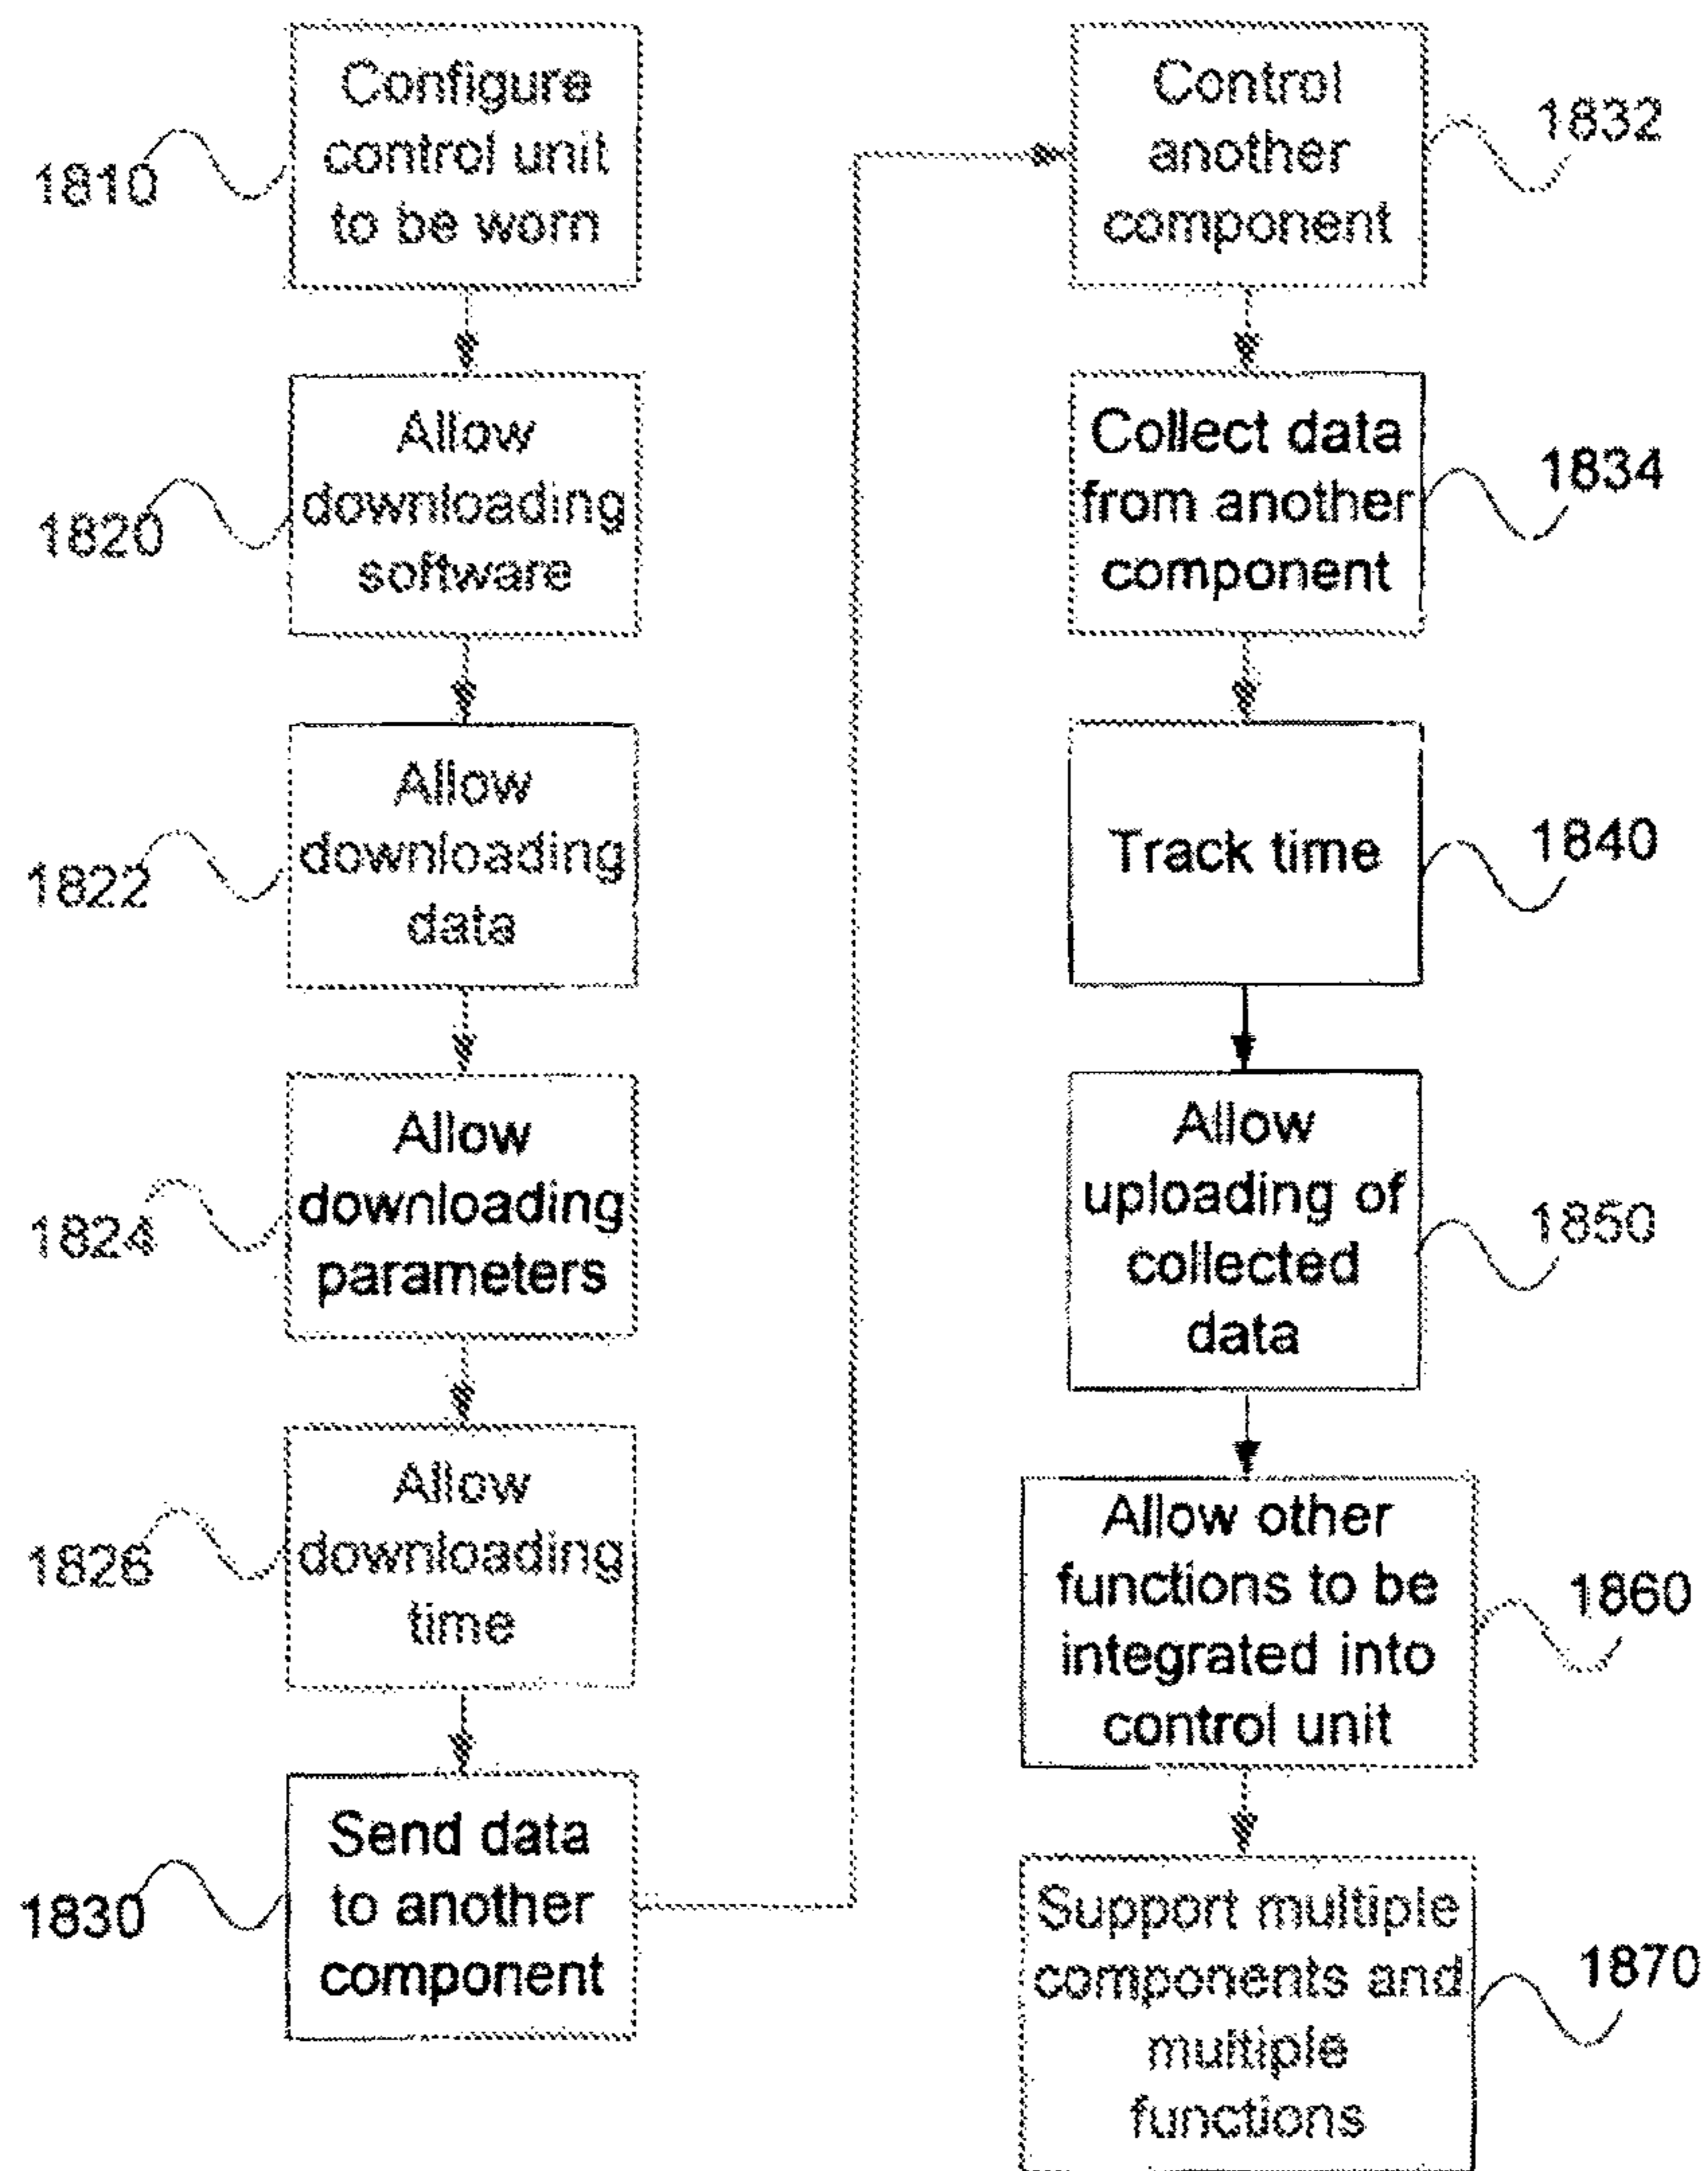 Configure
control unit
to be worn
1810
Allow
downloading
software
1820
Allow
downloading
data
1822
Allow
downloading
parameters
1824
Allow
downloading
time
1826
Send data
to another
component
1830
Control
another
component
1832
Collect data
from another
component
1834
Track time
1840
Allow
uploading of
collected
data
1850
Allow other
functions to be
integrated into
control unit
1860
Support multiple
components and
multiple
functions
1870